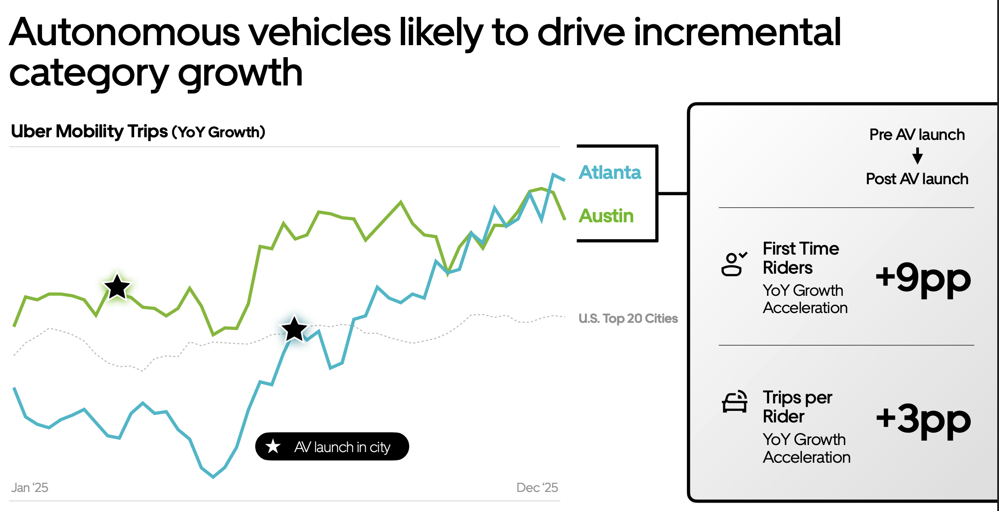 Autonomous vehicles likely to drive incremental
category growth
Uber Mobility Trips (YoY Growth)
Atlanta
Austin
U.S. Top 20 Cities
AV launch in city
Jan ‘25
Dec ‘25
Pre AV launch
Post AV launch
First Time
Riders
YoY Growth
Acceleration
+9pp
Trips per
Rider
YoY Growth
Acceleration
+3pp